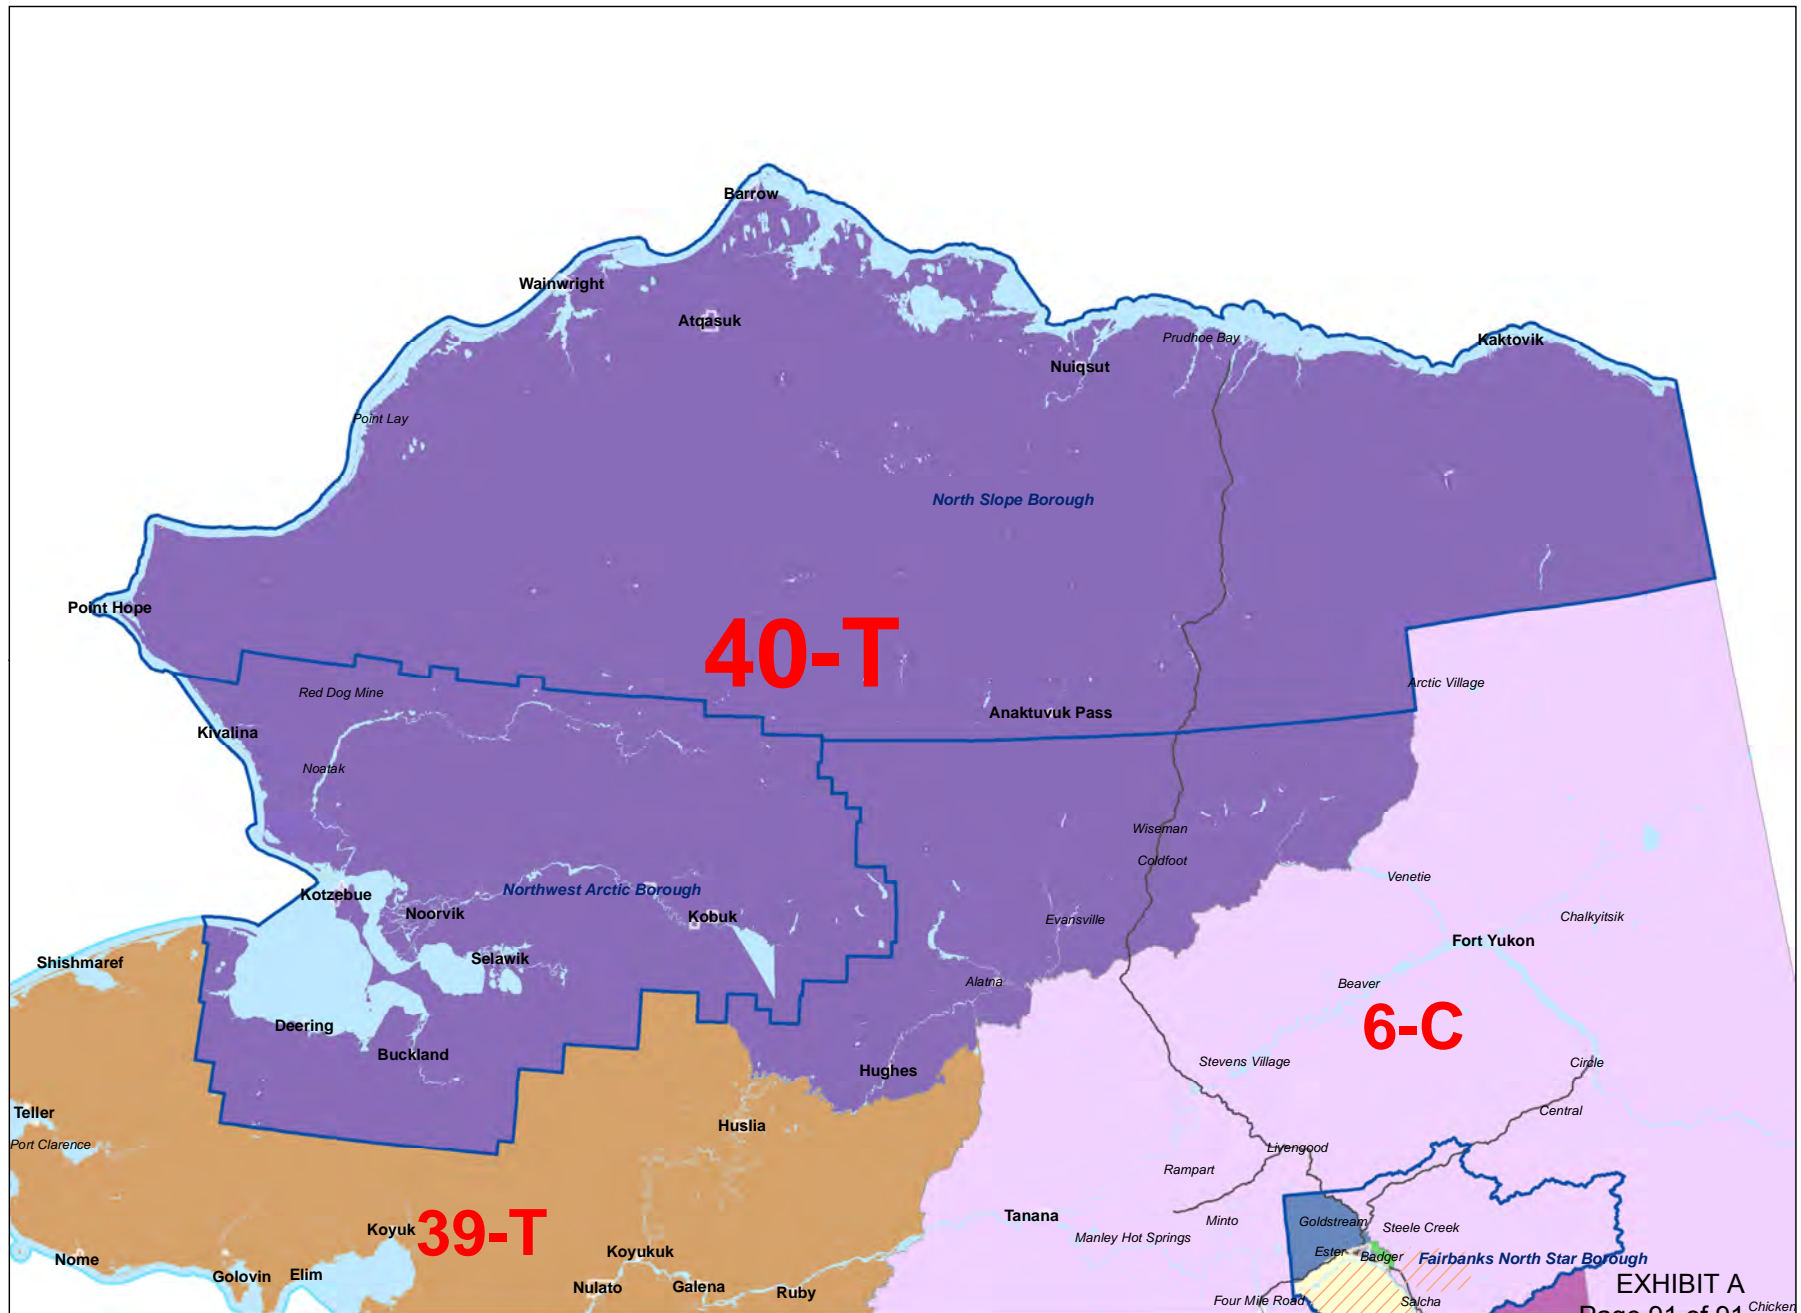 Barrow
Wainwright
Atqasuk
Prudhoe Bay
Kaktovik
Nuiqsut
Point Lay
North Slope Borough
Point Hope
40-T
Arctic Village
Red Dog Mine
Anaktuvuk Pass
Kivalina
Noatak
Wiseman
Coldfoot
Venetie
Kotzebue
Northwest Arctic Borough
Noorvik
Kobuk
Evansville
Chalkyitsik
Fort Yukon
Shishmaref
Selawik
Alatna
Beaver
Deering
6-C
Buckland
Hughes
Stevens Village
Circle
Teller
Central
Huslia
Port Clarence
Livengood
Rampart
Tanana
Minto
Goldstream
Steele Creek
Koyuk
39-T
Manley Hot Springs
Nome
Koyukuk
Ester
Badger
Fairbanks North Star Borough
Golovin
Elim
Nulato
Galena
Ruby
EXHIBIT A
Four Mile Road
Salcha
Page 91 of 91
Chicken